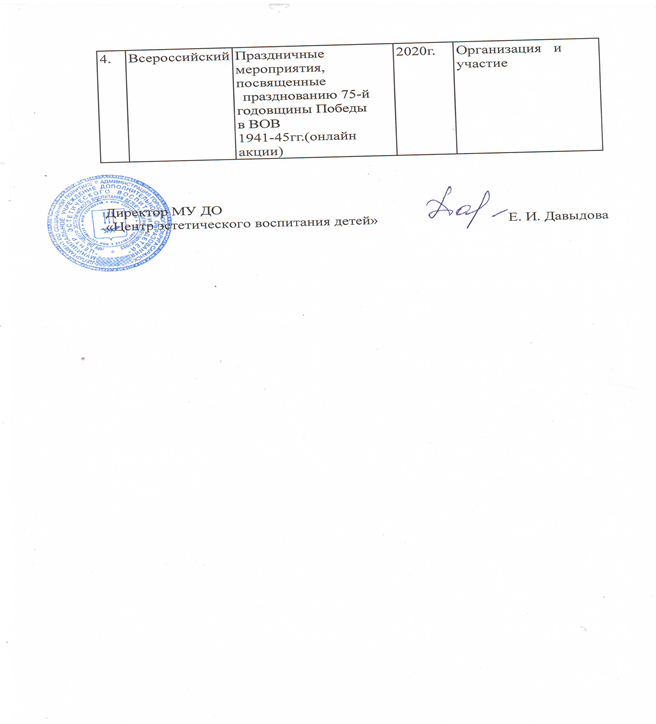 4. Всероссийский Праздничные 2020г. Организация и
мероприятия, участие
посвященные
празднованию 75-й
годовщины Победы
в ВОВ
1941-45гг.(онлайн
акции)
Директор МУ ДО
«Центр эстетического воспитания детей» Е. И. Давыдова